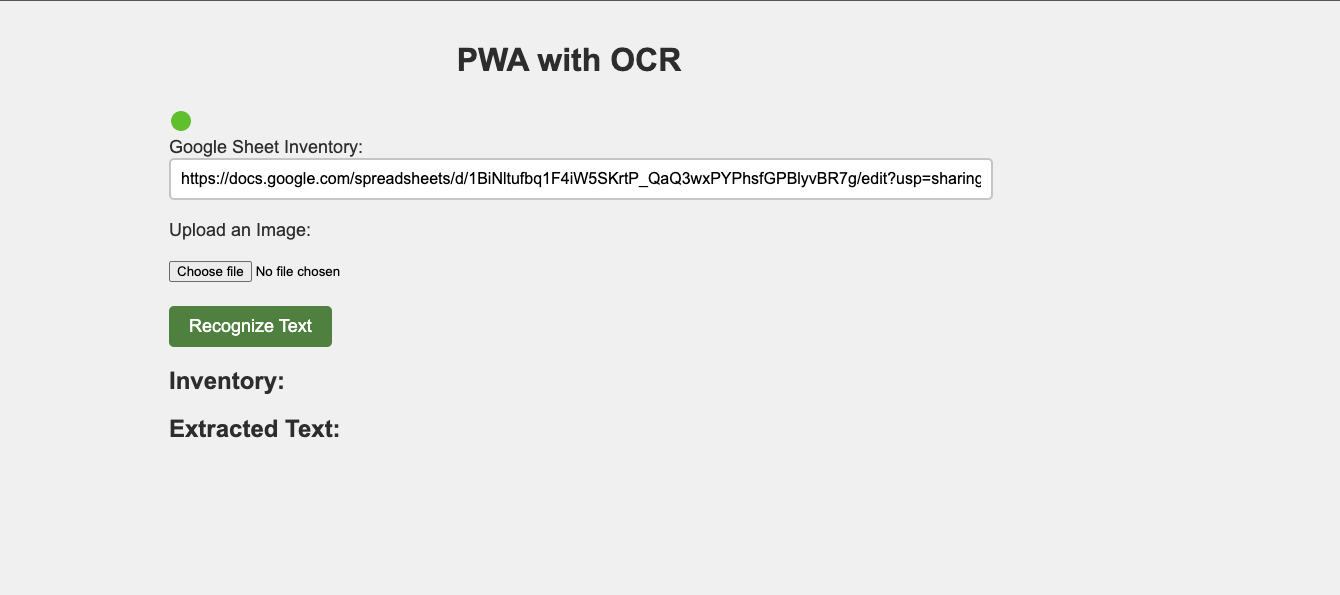 PWA with OCR
Google Sheet Inventory:
https://docs.google.com/spreadsheets/d/1BiNltufbq1F4iW5SKrtP_QaQ3wxPYPhsfGPBlyvBR7g/edit?usp=sharing
Upload an Image:
Choose file No file chosen
Recognize Text
Inventory:
Extracted Text: